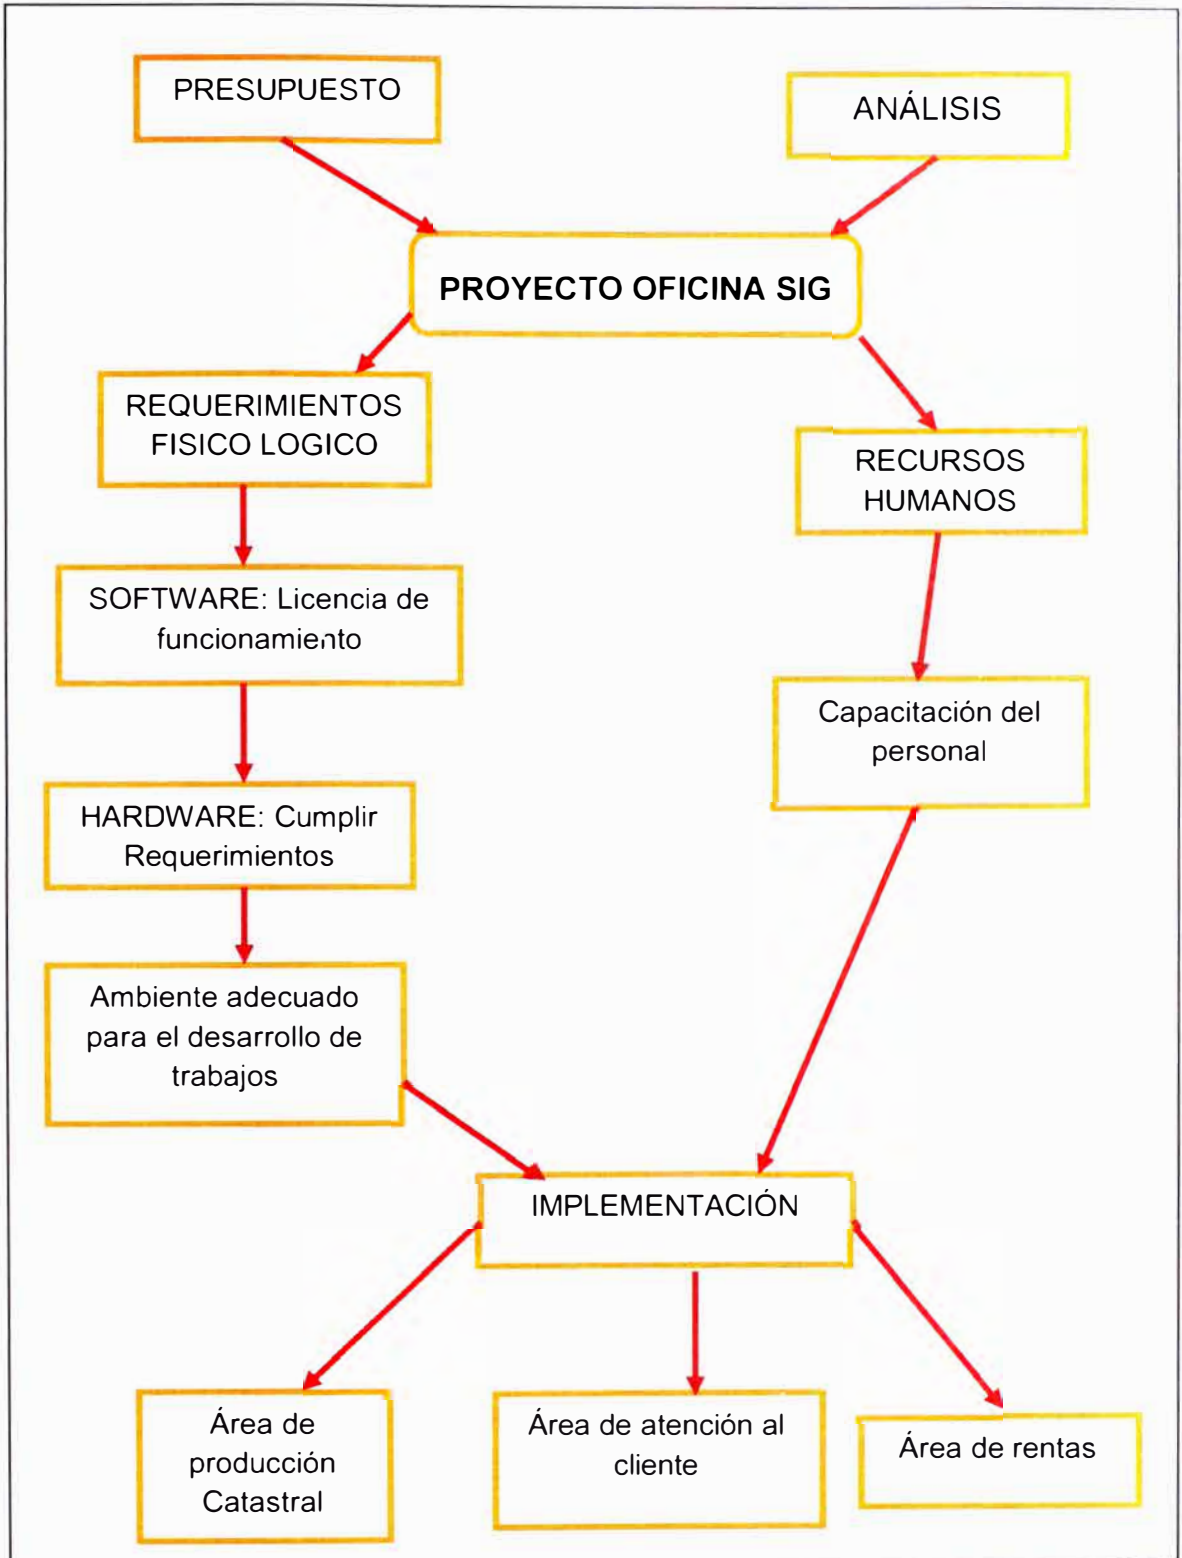 PRESUPUESTO
ANÁLISIS
PROYECTO OFICINA SIG
REQUERIMIENTOS
FISICO LOGICO
RECURSOS
HUMANOS
SOFTWARE: Licencia de
funcionamiento
Capacitación del
personal
HARDWARE: Cumplir
Requerimientos
Ambiente adecuado
para el desarrollo de
trabajos
IMPLEMENTACIÓN
Área de
producción
Catastral
Área de atención al
cliente
Área de rentas